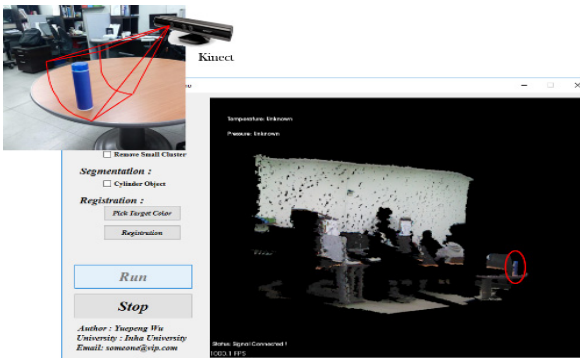 Kinect
Temperature: Unknown
Pressure: Unknown
Remove Small Cluster
Segmentation :
Cylinder Object
Registration :
Pick Target Color
Registration
Run
Stop
Author : Yuepeng Wu
University : Inha University
Email: someone@vip.com
Status: Signal Connected !
1000.1 FPS